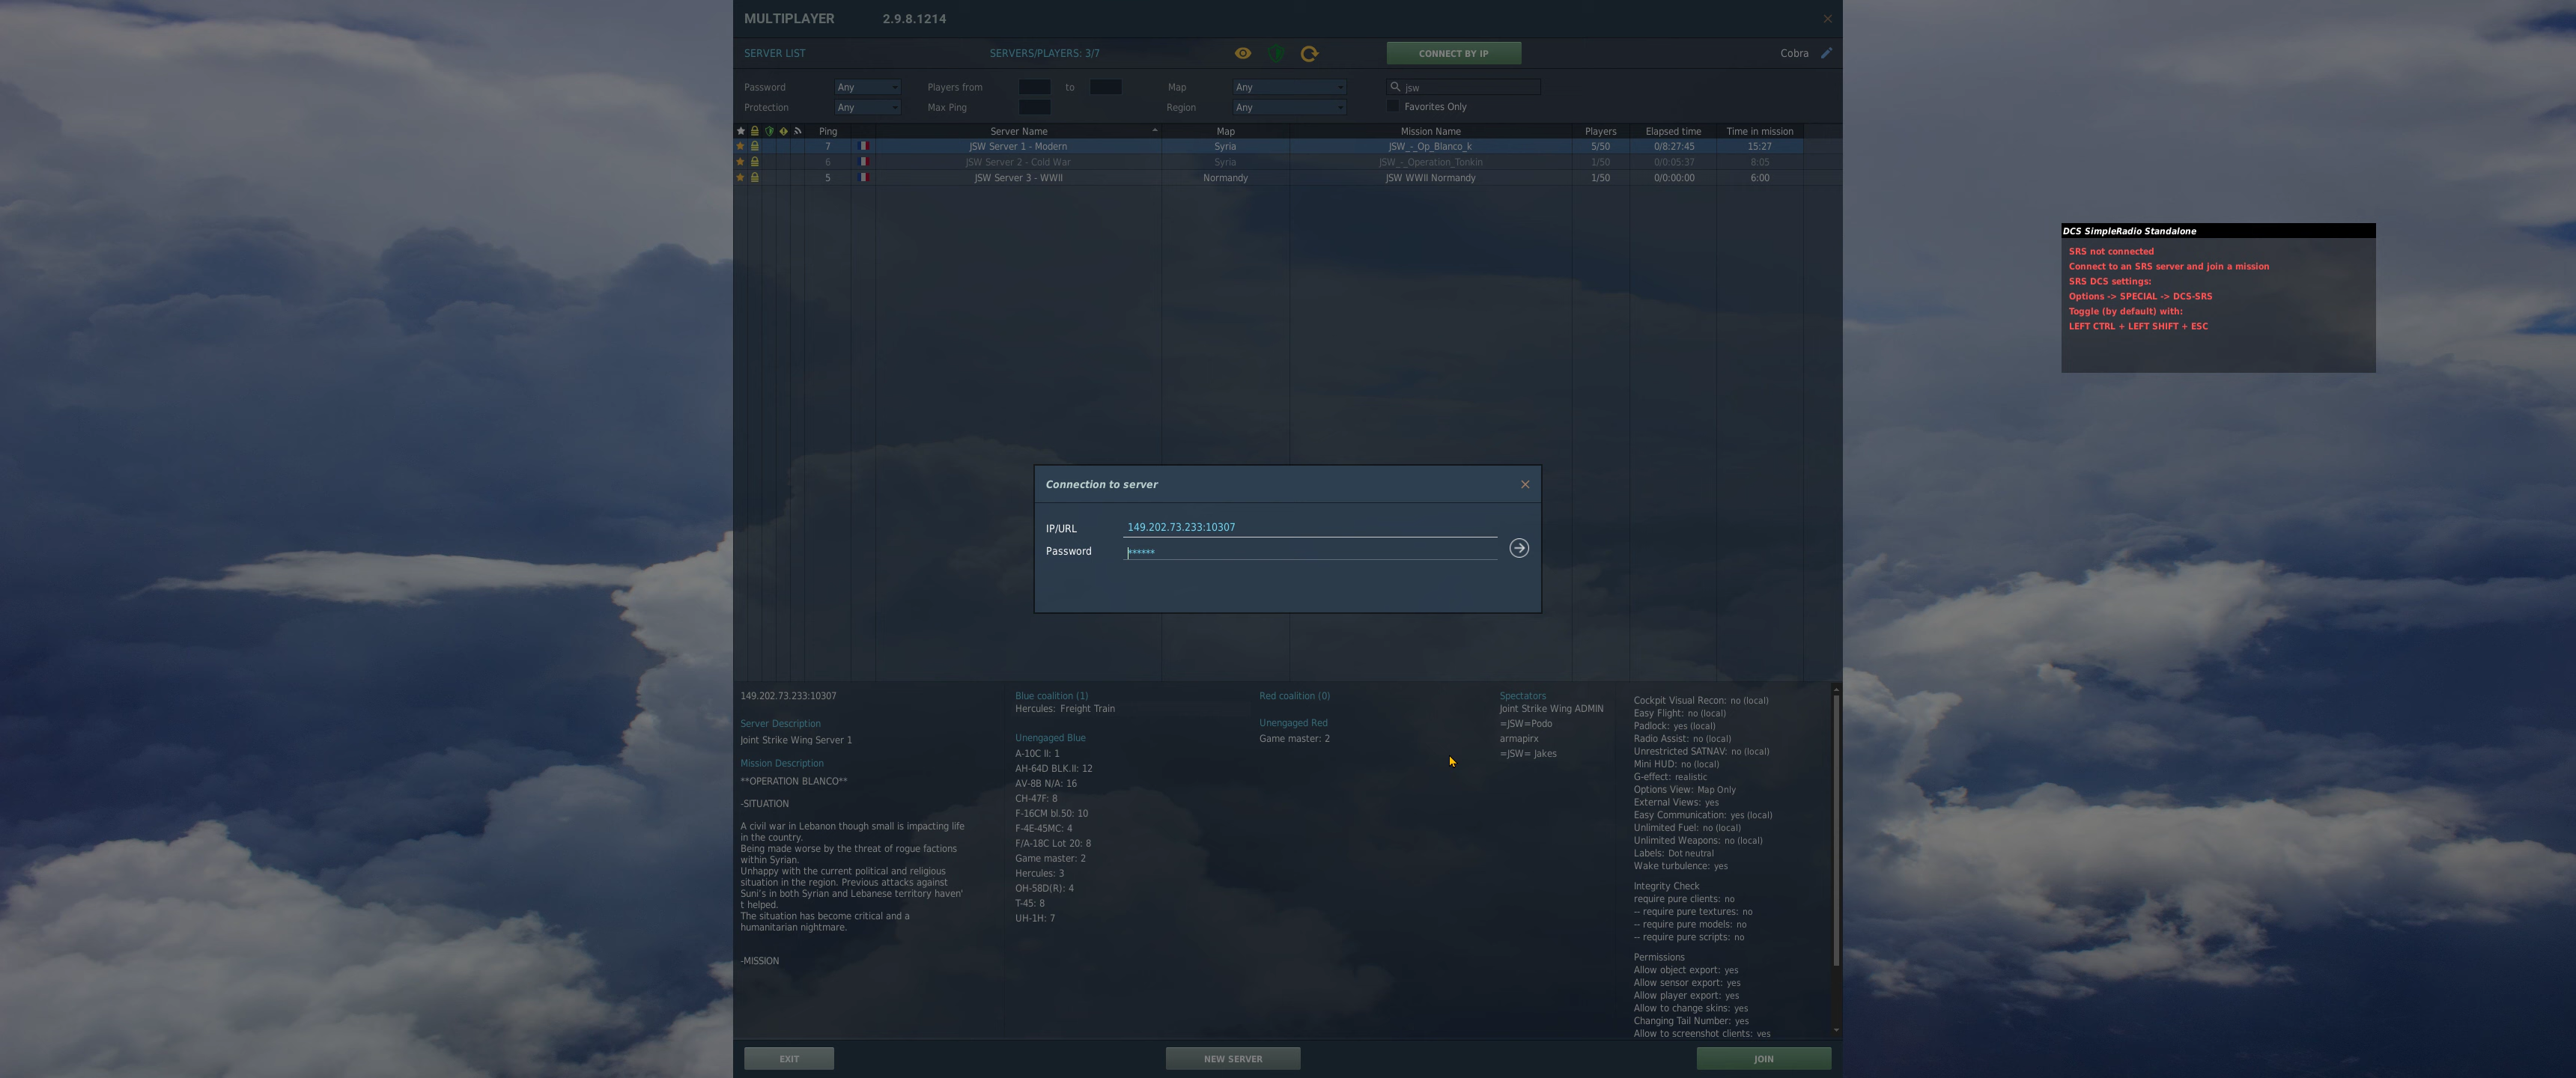 MULTIPLAYER 2.9.8.1214
SERVER LIST SERVERS/PLAYERS: 3/7 CONNECT BY IP Cobra
Password Any Players from to Map Any jsw
Protection Any Max Ping Region Any Favorites Only
Ping Server Name Map Mission Name Players Elapsed time Time in mission
7 JSW Server 1 - Modern Syria JSW_-_Op_Blanco_k 5/50 0/8:27:45 15:27
6 JSW Server 2 - Cold War Syria JSW_-_Operation_Tonkin 1/50 0/0:05:37 8:05
5 JSW Server 3 - WWII Normandy JSW WWII Normandy 1/50 0/0:00:00 6:00
DCS SimpleRadio Standalone
SRS not connected
Connect to an SRS server and join a mission
SRS DCS settings:
Options -> SPECIAL -> DCS-SRS
Toggle (by default) with:
LEFT CTRL + LEFT SHIFT + ESC
Connection to server
IP/URL 149.202.73.233:10307
Password ******
149.202.73.233:10307
Server Description
Joint Strike Wing Server 1
Mission Description
**OPERATION BLANCO**
-SITUATION
A civil war in Lebanon though small is impacting life
in the country.
Being made worse by the threat of rogue factions
within Syrian.
Unhappy with the current political and religious
situation in the region. Previous attacks against
Suni's in both Syrian and Lebanese territory haven'
t helped.
The situation has become critical and a
humanitarian nightmare.
-MISSION
Blue coalition (1)
Hercules: Freight Train
Unengaged Blue
A-10C II: 1
AH-64D BLK.II: 12
AV-8B N/A: 16
CH-47F: 8
F-16CM bl.50: 10
F-4E-45MC: 4
F/A-18C Lot 20: 8
Game master: 2
Hercules: 3
OH-58D(R): 4
T-45: 8
UH-1H: 7
Red coalition (0)
Unengaged Red
Game master: 2
Spectators
Joint Strike Wing ADMIN
=JSW=Podo
armapirx
=JSW= Jakes
Cockpit Visual Recon: no (local)
Easy Flight: no (local)
Padlock: yes (local)
Radio Assist: no (local)
Unrestricted SATNAV: no (local)
Mini HUD: no (local)
G-effect: realistic
Options View: Map Only
External Views: yes
Easy Communication: yes (local)
Unlimited Fuel: no (local)
Unlimited Weapons: no (local)
Labels: Dot neutral
Wake turbulence: yes
Integrity Check
require pure clients: no
-- require pure textures: no
-- require pure models: no
-- require pure scripts: no
Permissions
Allow object export: yes
Allow sensor export: yes
Allow player export: yes
Allow to change skins: yes
Changing Tail Number: yes
Allow to screenshot clients: yes
EXIT NEW SERVER JOIN